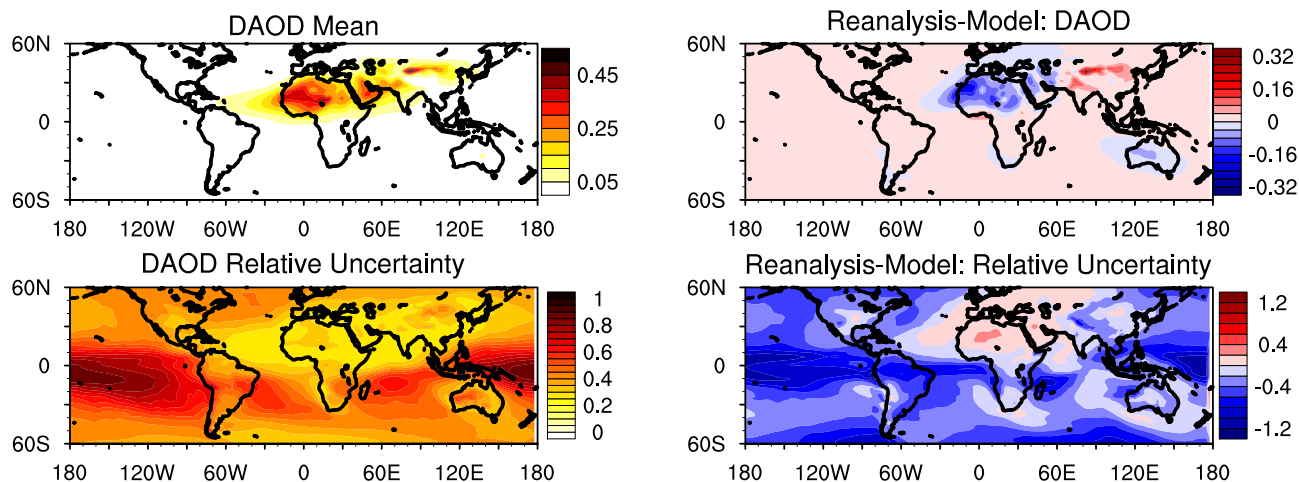 DAOD Mean
60N
0
60S
180 120W 60W 0 60E 120E 180
0.45
0.25
0.05
Reanalysis-Model: DAOD
60N
0
60S
180 120W 60W 0 60E 120E 180
0.32
0.16
0
-0.16
-0.32
DAOD Relative Uncertainty
60N
0
60S
180 120W 60W 0 60E 120E 180
1
0.8
0.6
0.4
0.2
0
Reanalysis-Model: Relative Uncertainty
60N
0
60S
180 120W 60W 0 60E 120E 180
1.2
0.4
-0.4
-1.2